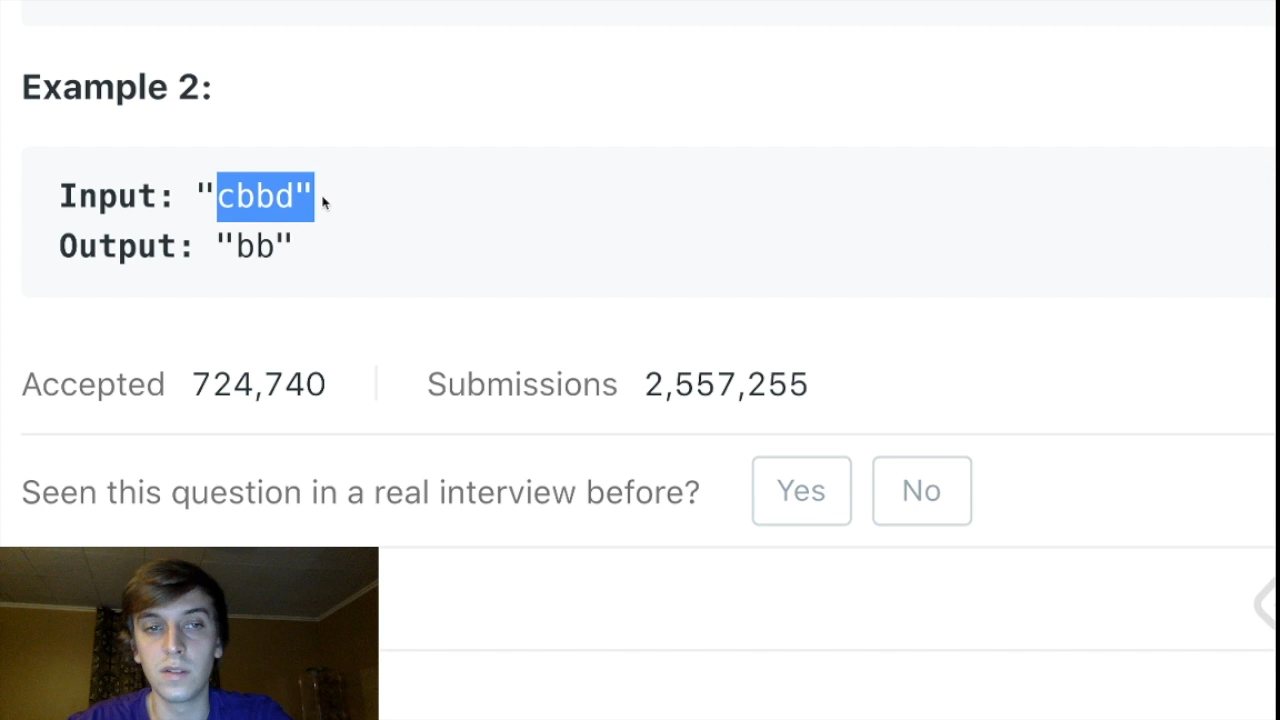 Example 2:
Input: "cbbd"
Output: "bb"
Accepted 724,740 Submissions 2,557,255
Seen this question in a real interview before? Yes No